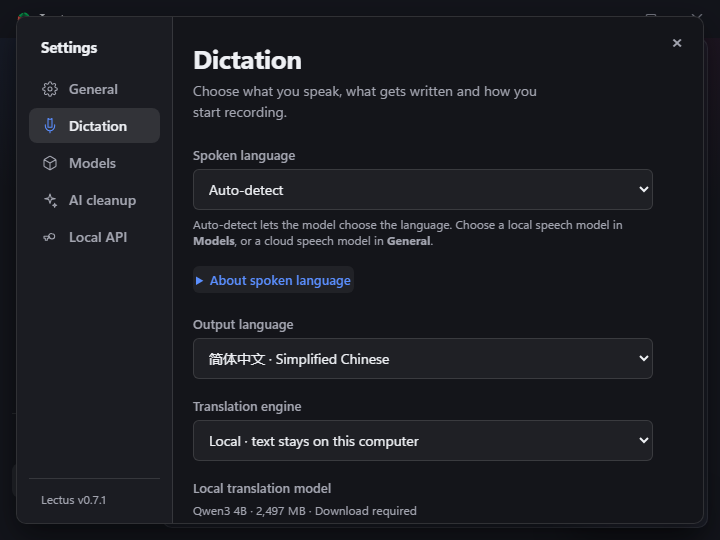 Settings
General
Dictation
Models
AI cleanup
Local API
Lectus v0.7.1
Dictation
Choose what you speak, what gets written and how you
start recording.
Spoken language
Auto-detect
Auto-detect lets the model choose the language. Choose a local speech model in
Models, or a cloud speech model in General.
About spoken language
Output language
简体中文 · Simplified Chinese
Translation engine
Local · text stays on this computer
Local translation model
Qwen3 4B · 2,497 MB · Download required